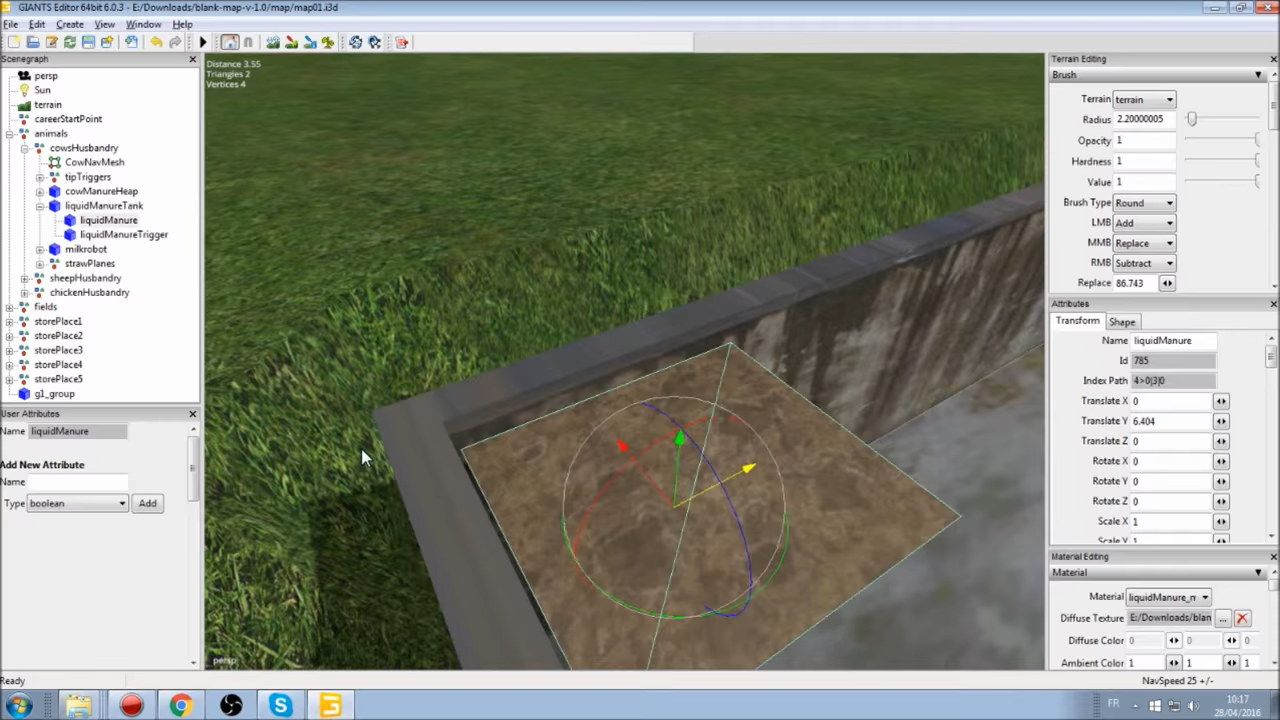 GIANTS Editor 64bit 6.0.3 - E:/Downloads/blank-map-v-1.0/map/map01.i3d
File Edit Create View Window Help
Scenegraph
persp
Sun
terrain
careerStartPoint
animals
cowsHusbandry
CowNavMesh
tipTriggers
cowManureHeap
liquidManureTank
liquidManure
liquidManureTrigger
milkrobot
strawPlanes
sheepHusbandry
chickenHusbandry
fields
storePlace1
storePlace2
storePlace3
storePlace4
storePlace5
g1_group
User Attributes
Name liquidManure
Add New Attribute
Name
Type boolean Add
Distance 3.55
Triangles 2
Vertices 4
persp
Terrain Editing
Brush
Terrain terrain
Radius 2.20000005
Opacity 1
Hardness 1
Value 1
Brush Type Round
LMB Add
MMB Replace
RMB Subtract
Replace 86.743
Attributes
Transform Shape
Name liquidManure
Id 785
Index Path 4>0|3|0
Translate X 0
Translate Y 6.404
Translate Z 0
Rotate X 0
Rotate Y 0
Rotate Z 0
Scale X 1
Scale Y 1
Material Editing
Material
Material liquidManure_m
Diffuse Texture E:/Downloads/blan ...
Diffuse Color 0 0 0
Ambient Color 1 1 1
Ready
NavSpeed 25 +/-
FR
10:17
28/04/2016